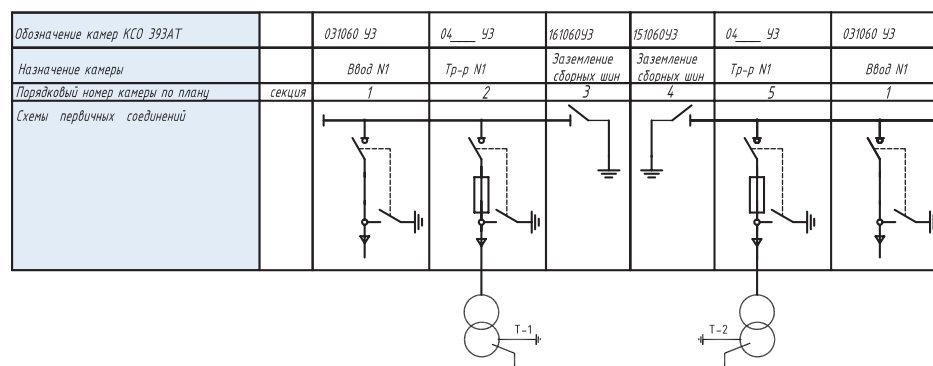 Обозначение камер КСО 393АТ 031060 У3 04____ У3 161060У3 151060У3 04____ У3 031060 У3
Назначение камеры Ввод N1 Тр-р N1 Заземление сборных шин Заземление сборных шин Тр-р N1 Ввод N1
Порядковый номер камеры по плану секция 1 2 3 4 5 1
Схемы первичных соединений
Т-1 Т-2